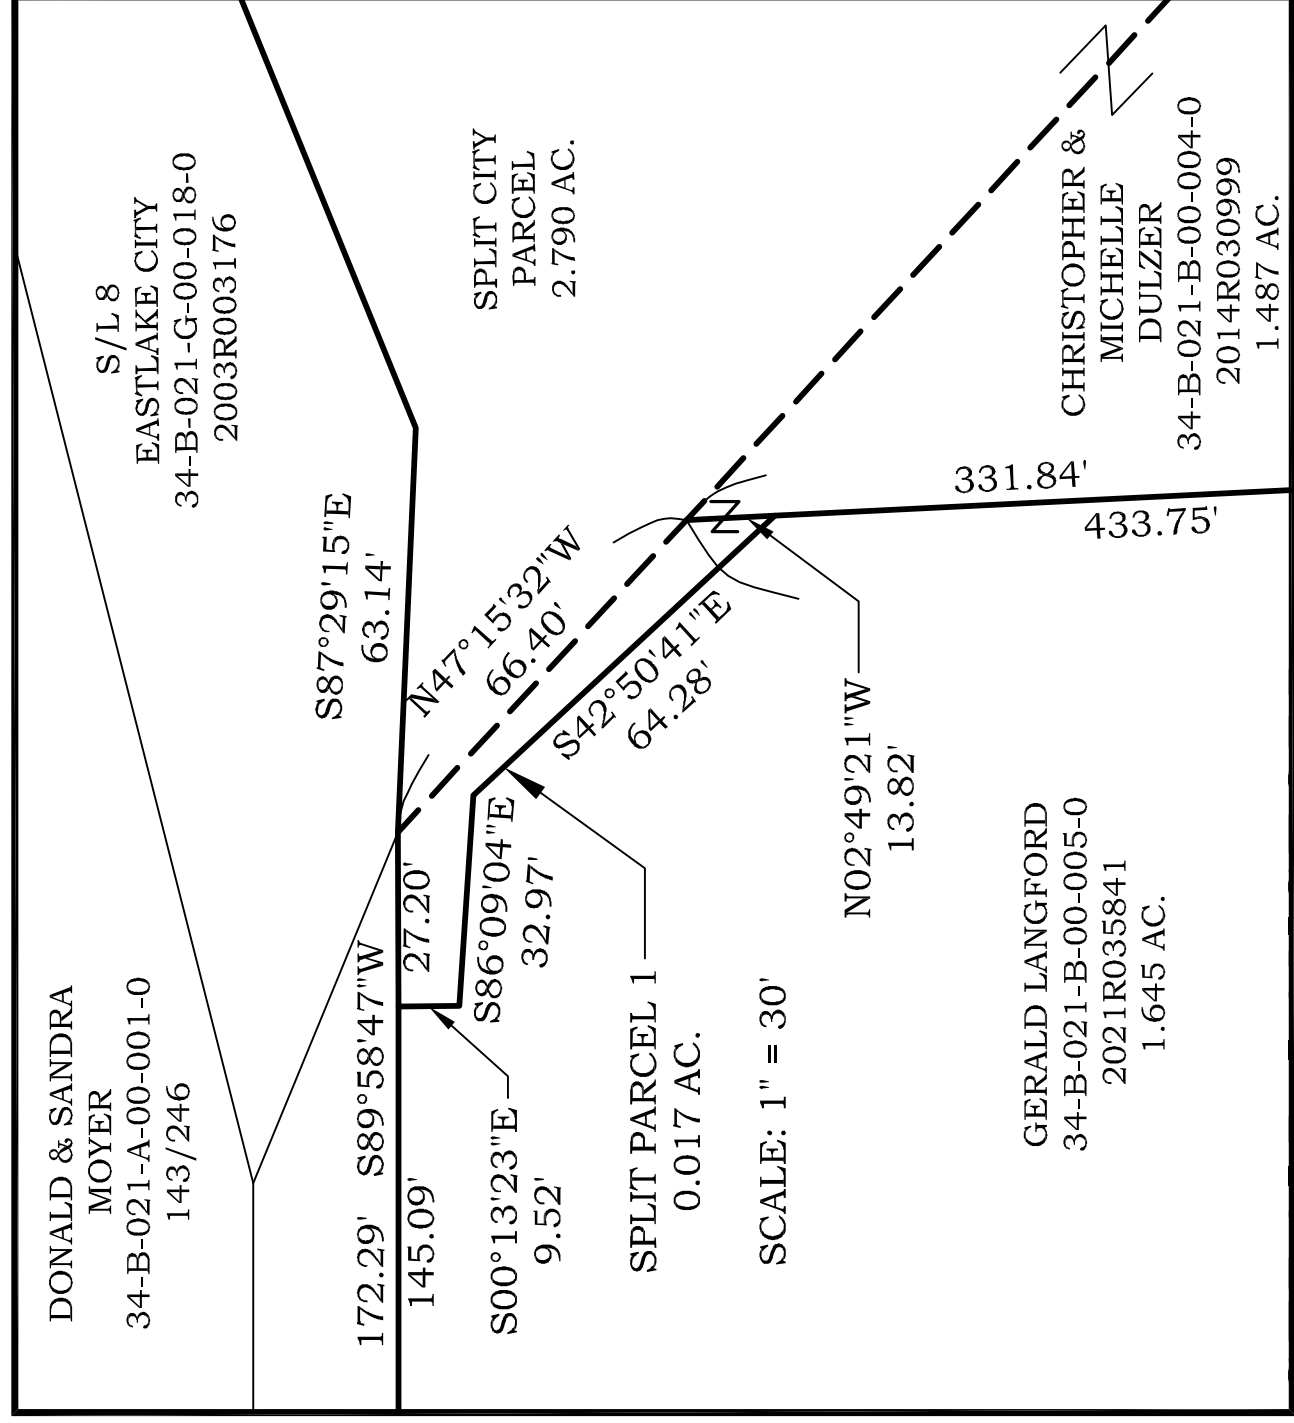 DONALD & SANDRA
MOYER
34-B-021-A-00-001-0
143/246
S/L 8
EASTLAKE CITY
34-B-021-G-00-018-0
2003R003176
S87°29'15"E
63.14'
SPLIT CITY
PARCEL
2.790 AC.
N47°15'32"W
66.40'
172.29' S89°58'47"W
145.09'
27.20'
S00°13'23"E
9.52'
S86°09'04"E
32.97'
S42°50'41"E
64.28'
SPLIT PARCEL 1
0.017 AC.
SCALE: 1" = 30'
N02°49'21"W
13.82'
Z
331.84'
433.75'
CHRISTOPHER &
MICHELLE
DULZER
34-B-021-B-00-004-0
2014R030999
1.487 AC.
GERALD LANGFORD
34-B-021-B-00-005-0
2021R035841
1.645 AC.